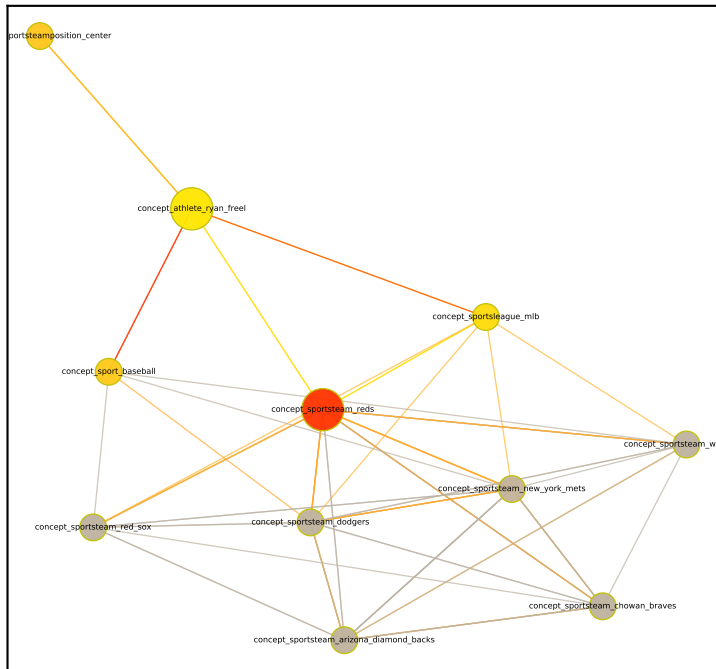 portsteamposition_center
concept_athlete_ryan_freel
concept_sportsleague_mlb
concept_sport_baseball
concept_sportsteam_reds
concept_sportsteam_w
concept_sportsteam_new_york_mets
concept_sportsteam_dodgers
concept_sportsteam_red_sox
concept_sportsteam_chowan_braves
concept_sportsteam_arizona_diamond_backs